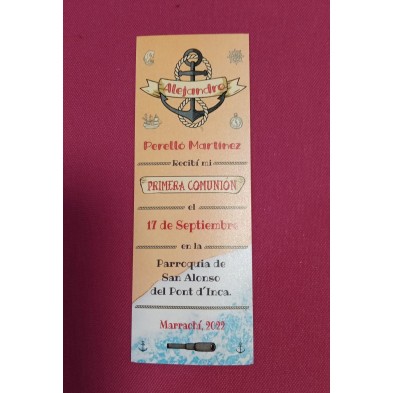 Alejandro
Perelló Martínez
Recibí mi
PRIMERA COMUNIÓN
el
17 de Septiembre
en la
Parroquia de
San Alonso
del Pont d´Inca.
Marrachí, 2022